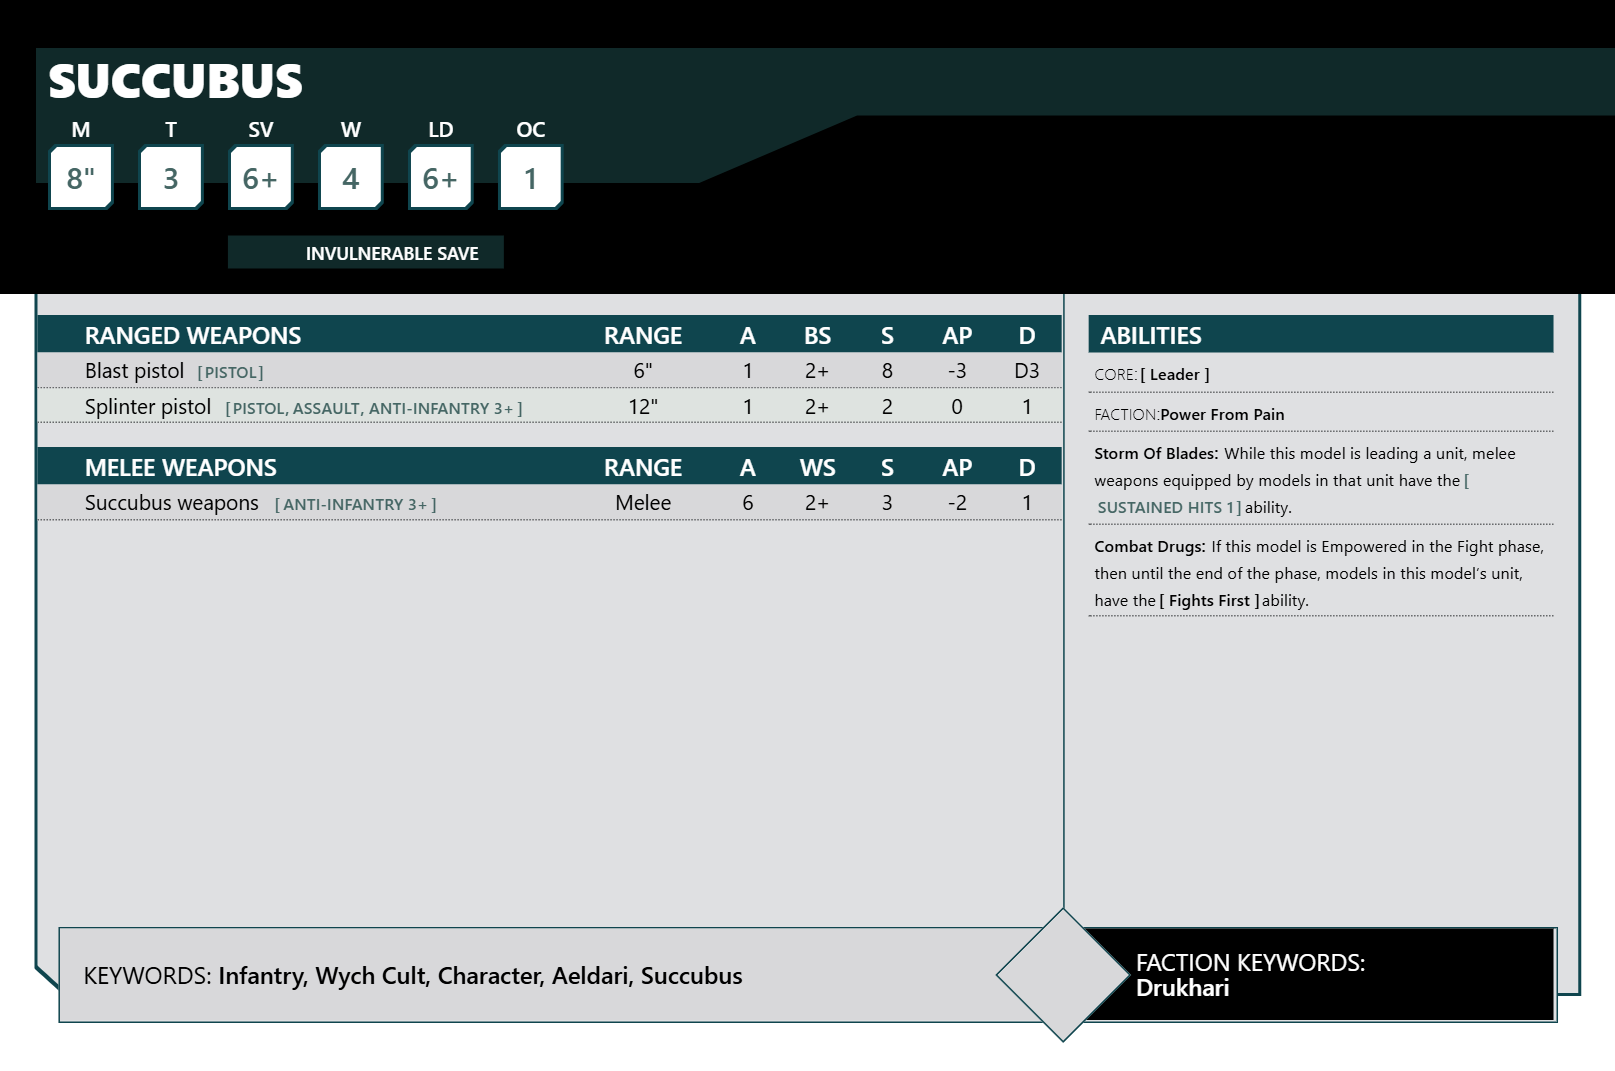 SUCCUBUS
M T SV W LD OC
8" 3 6+ 4 6+ 1
INVULNERABLE SAVE
RANGED WEAPONS RANGE A BS S AP D
Blast pistol [PISTOL] 6" 1 2+ 8 -3 D3
Splinter pistol [PISTOL, ASSAULT, ANTI-INFANTRY 3+ ] 12" 1 2+ 2 0 1
MELEE WEAPONS RANGE A WS S AP D
Succubus weapons [ ANTI-INFANTRY 3+ ] Melee 6 2+ 3 -2 1
ABILITIES
CORE: [ Leader ]
FACTION:Power From Pain
Storm Of Blades: While this model is leading a unit, melee
weapons equipped by models in that unit have the [
SUSTAINED HITS 1] ability.
Combat Drugs: If this model is Empowered in the Fight phase,
then until the end of the phase, models in this model's unit,
have the [ Fights First ] ability.
KEYWORDS: Infantry, Wych Cult, Character, Aeldari, Succubus
FACTION KEYWORDS:
Drukhari